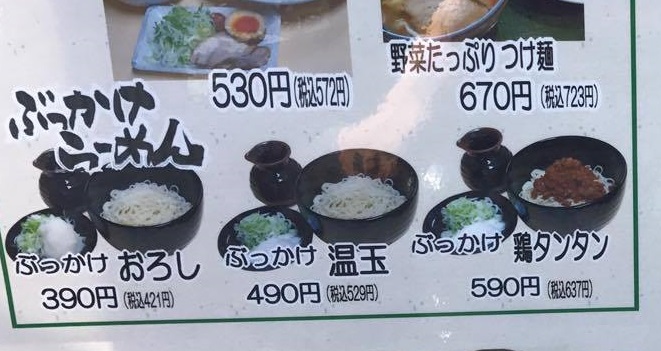 530円(税込572円)
野菜たっぷりつけ麺
670円(税込723円)
ぶっかけ
らーめん
ぶっかけ おろし
390円(税込421円)
ぶっかけ 温玉
490円(税込529円)
ぶっかけ 鶏タンタン
590円(税込637円)